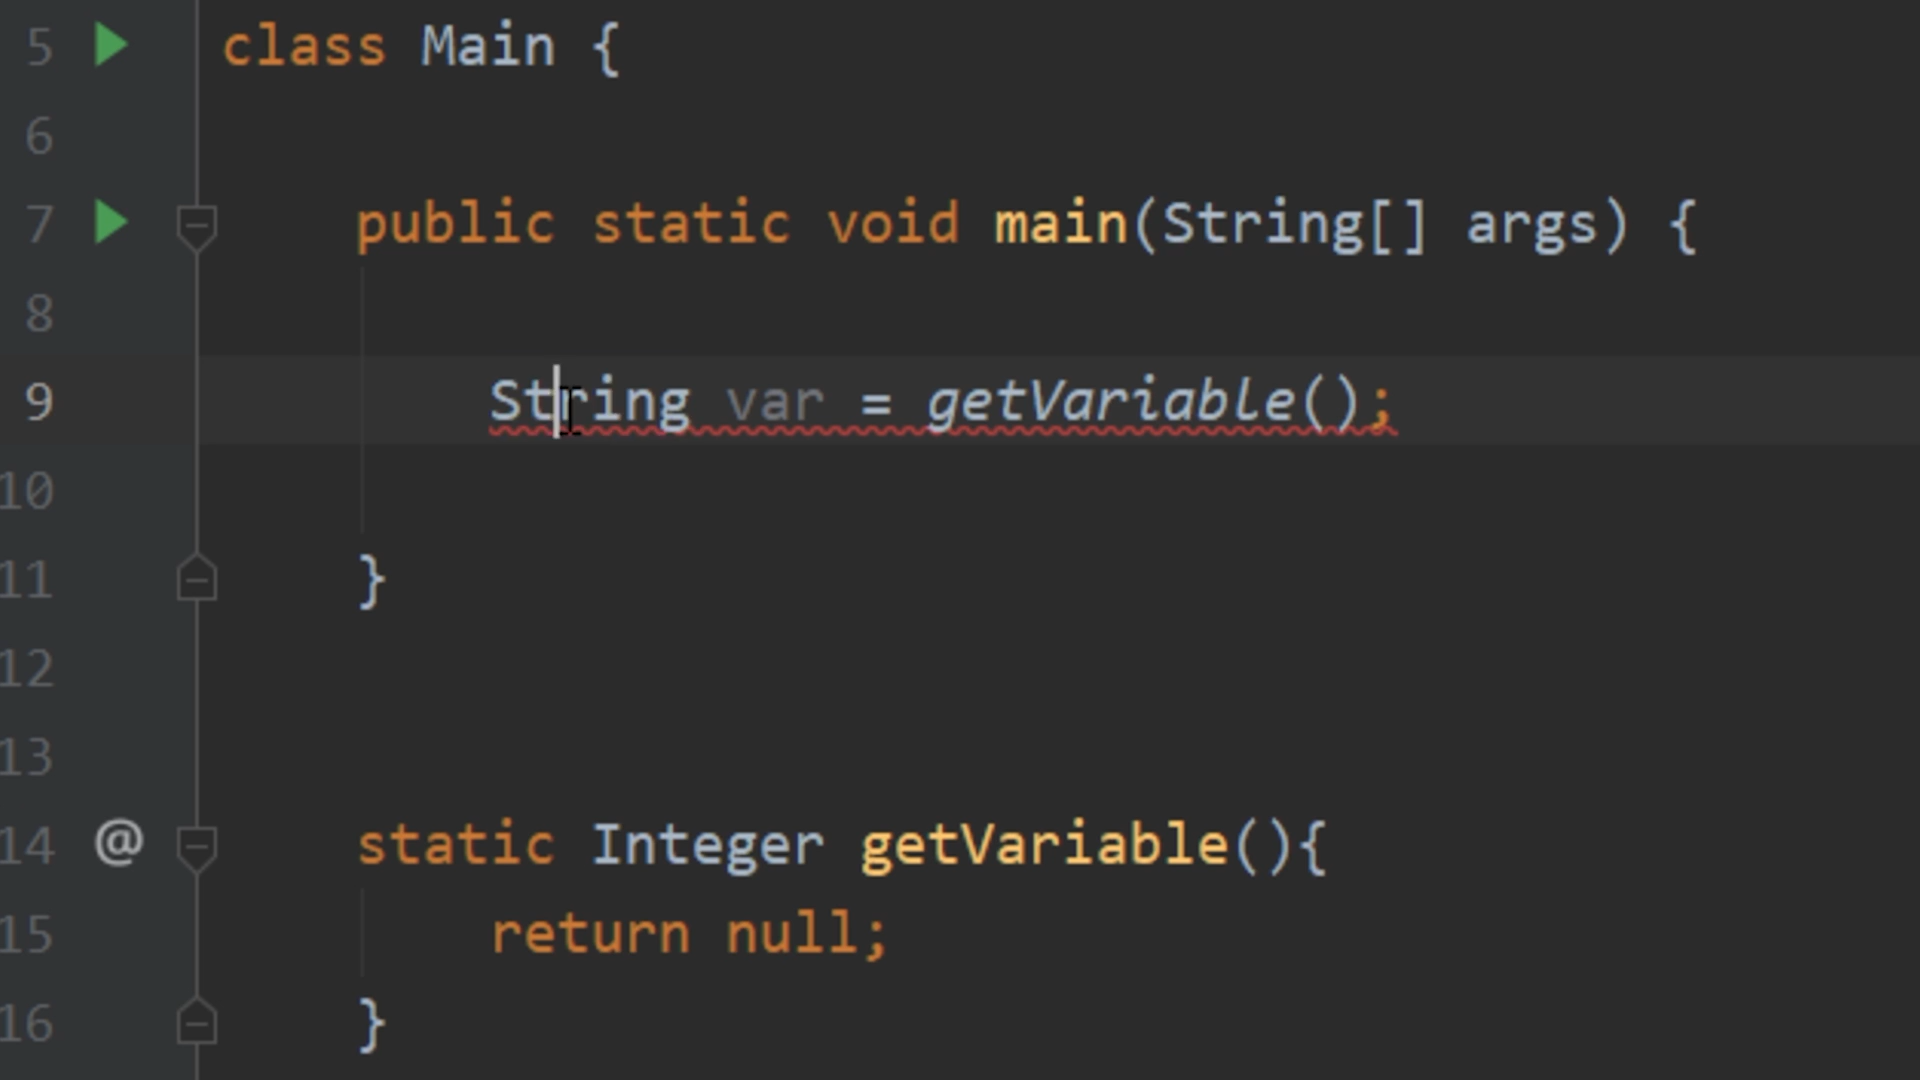 5 class Main {
6
7 public static void main(String[] args) {
8
9 String var = getVariable();
10
11 }
12
13
14 @ static Integer getVariable(){
15 return null;
16 }